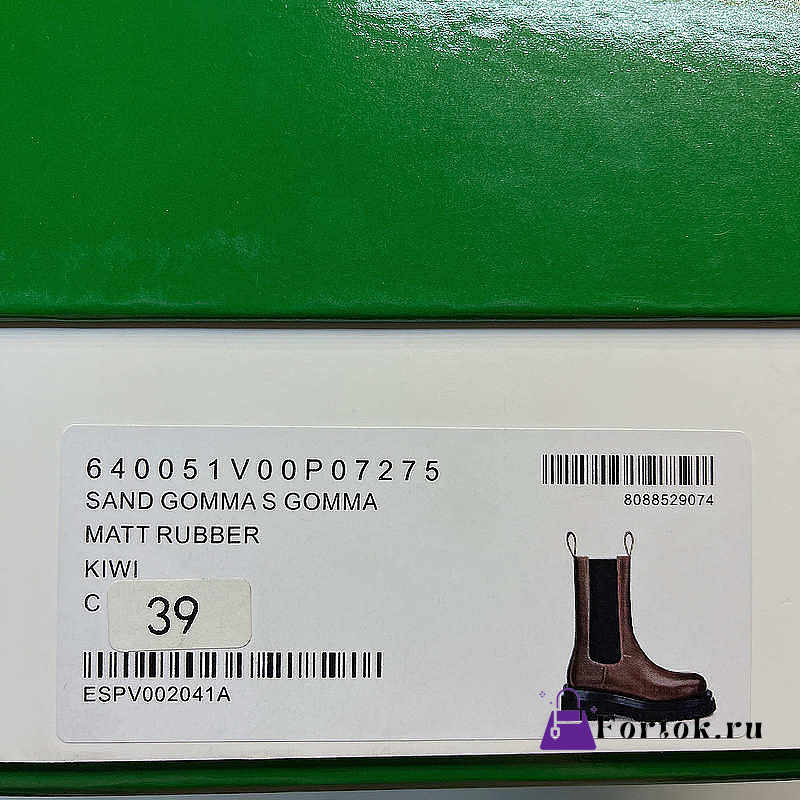 640051V00P07275
SAND GOMMA S GOMMA
MATT RUBBER
KIWI
C
39
ESPV002041A
8088529074
Fortok.ru